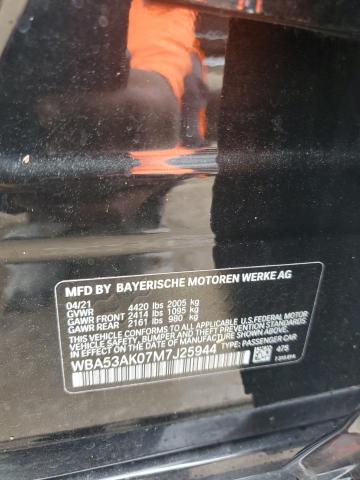 MFD BY BAYERISCHE MOTOREN WERKE AG
04/21
GVWR 4420 lbs 2005 kg
GAWR FRONT 2414 lbs 1095 kg
GAWR REAR 2161 lbs 980 kg
THIS VEHICLE CONFORMS TO ALL APPLICABLE U.S.FEDERAL MOTOR
VEHICLE SAFETY, BUMPER, AND THEFT PREVENTION STANDARDS
IN EFFECT ON THE DATE OF MANUFACTURE SHOWN ABOVE.
WBA53AK07M7J25944 TYPE: PASSENGER CAR
475